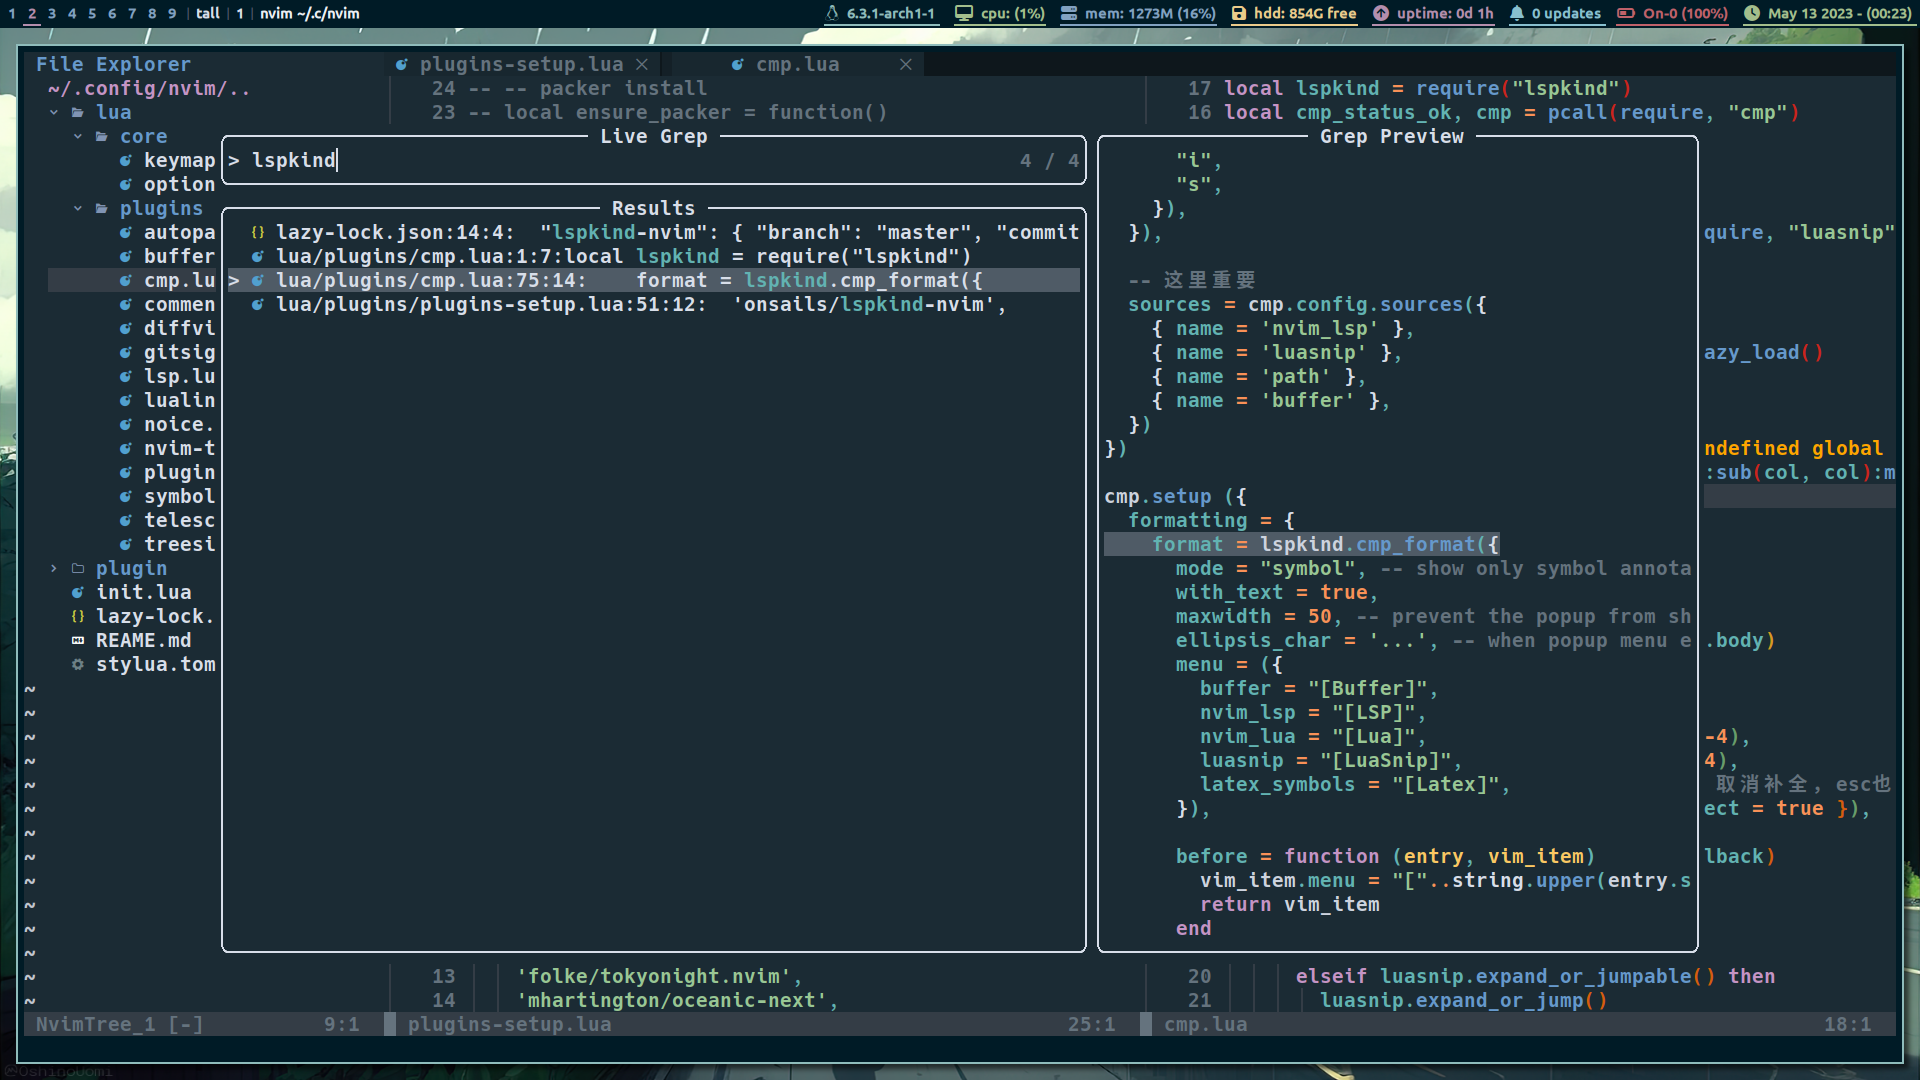 1 2 3 4 5 6 7 8 9 | tall | 1 | nvim ~/.c/nvim
6.3.1-arch1-1 cpu: (1%) mem: 1273M (16%) hdd: 854G free uptime: 0d 1h 0 updates On-0 (100%) May 13 2023 - (00:23)
File Explorer
plugins-setup.lua × cmp.lua ×
~/.config/nvim/..
lua
core
keymap
option
plugins
autopa
buffer
cmp.lu
commen
diffvi
gitsig
lsp.lu
lualin
noice.
nvim-t
plugin
symbol
telesc
treesi
plugin
init.lua
{} lazy-lock.
REAME.md
stylua.tom
~
~
~
~
~
~
~
~
~
~
~
~
~
~
24 -- -- packer install
23 -- local ensure_packer = function()
17 local lspkind = require("lspkind")
16 local cmp_status_ok, cmp = pcall(require, "cmp")
Live Grep
> lspkind 4 / 4
Results
{} lazy-lock.json:14:4: "lspkind-nvim": { "branch": "master", "commit
lua/plugins/cmp.lua:1:7:local lspkind = require("lspkind")
> lua/plugins/cmp.lua:75:14: format = lspkind.cmp_format({
lua/plugins/plugins-setup.lua:51:12: 'onsails/lspkind-nvim',
Grep Preview
"i",
"s",
}),
}),
-- 这里重要
sources = cmp.config.sources({
{ name = 'nvim_lsp' },
{ name = 'luasnip' },
{ name = 'path' },
{ name = 'buffer' },
})
})
cmp.setup ({
formatting = {
format = lspkind.cmp_format({
mode = "symbol", -- show only symbol annota
with_text = true,
maxwidth = 50, -- prevent the popup from sh
ellipsis_char = '...', -- when popup menu e
menu = ({
buffer = "[Buffer]",
nvim_lsp = "[LSP]",
nvim_lua = "[Lua]",
luasnip = "[LuaSnip]",
latex_symbols = "[Latex]",
}),
before = function (entry, vim_item)
vim_item.menu = "["..string.upper(entry.s
return vim_item
end
quire, "luasnip"
azy_load()
ndefined global
:sub(col, col):m
.body)
-4),
4),
取消补全, esc也
ect = true }),
lback)
13 'folke/tokyonight.nvim',
14 'mhartington/oceanic-next',
20 elseif luasnip.expand_or_jumpable() then
21 luasnip.expand_or_jump()
NvimTree_1 [-] 9:1 plugins-setup.lua 25:1 cmp.lua 18:1